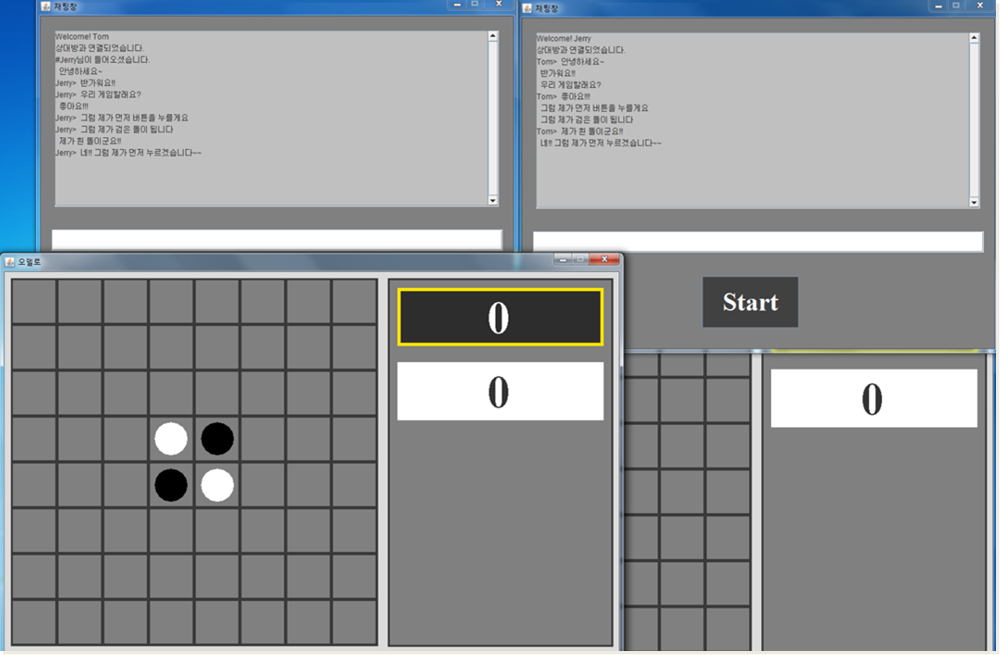 채팅창
Welcome! Tom
상대방과 연결되었습니다.
#Jerry님이 들어오셨습니다.
안녕하세요~
Jerry> 반가워요!!
Jerry> 우리 게임할래요?
좋아요!!!
Jerry> 그럼 제가 먼저 버튼을 누를게요
Jerry> 그럼 제가 검은 돌이 됩니다
제가 흰 돌이군요!!
Jerry> 네!! 그럼 제가 먼저 누르겠습니다~~
채팅창
Welcome! Jerry
상대방과 연결되었습니다.
Tom> 안녕하세요~
반가워요!!
우리 게임할래요?
Tom> 좋아요!!!
그럼 제가 먼저 버튼을 누를게요
그럼 제가 검은 돌이 됩니다
Tom> 제가 흰 돌이군요!!
네!! 그럼 제가 먼저 누르겠습니다~~
Start
오델로
0
0
0